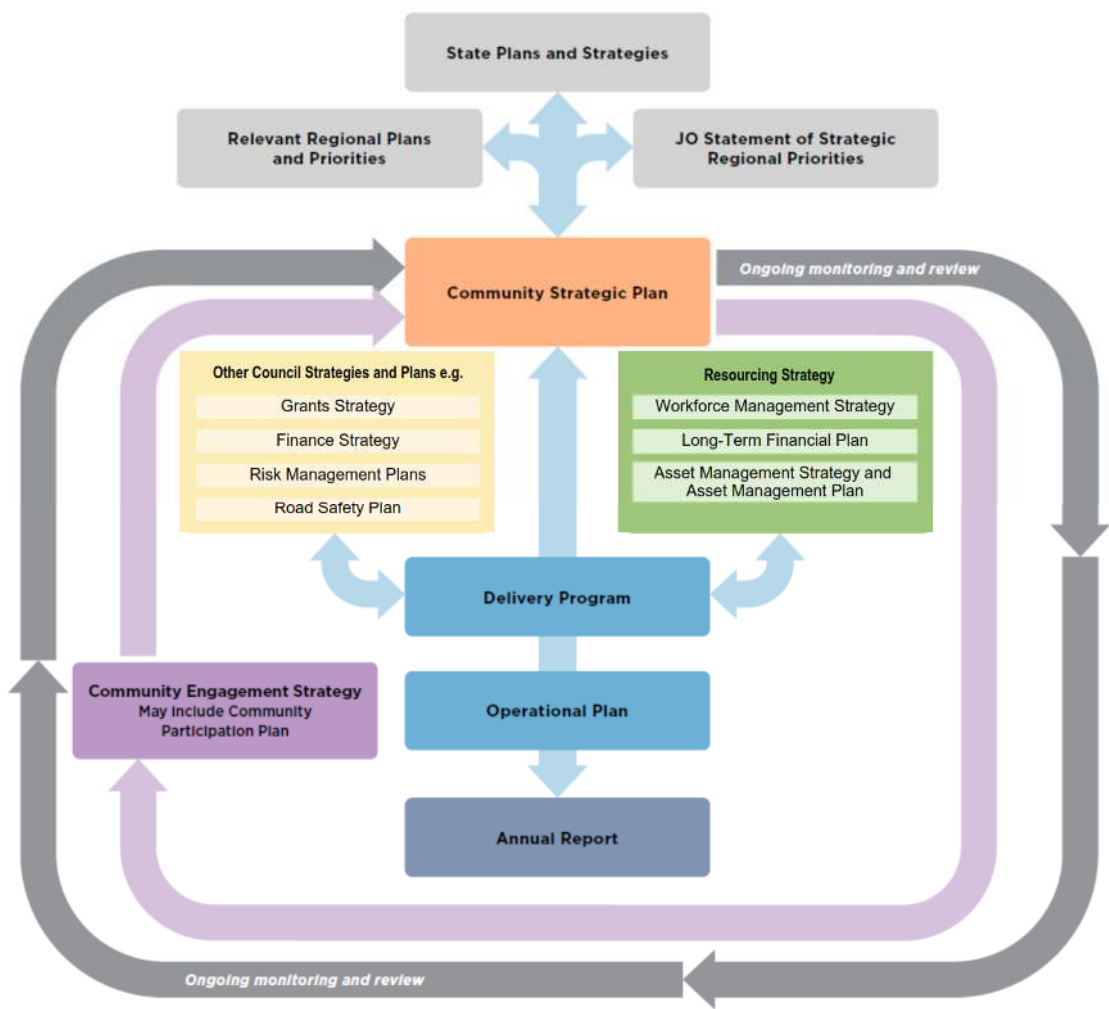 State Plans and Strategies
Relevant Regional Plans
and Priorities
JO Statement of Strategic
Regional Priorities
Community Strategic Plan
Ongoing monitoring and review
Other Council Strategies and Plans e.g.
Grants Strategy
Finance Strategy
Risk Management Plans
Road Safety Plan
Resourcing Strategy
Workforce Management Strategy
Long-Term Financial Plan
Asset Management Strategy and
Asset Management Plan
Delivery Program
Community Engagement Strategy
May Include Community
Participation Plan
Operational Plan
Annual Report
Ongoing monitoring and review